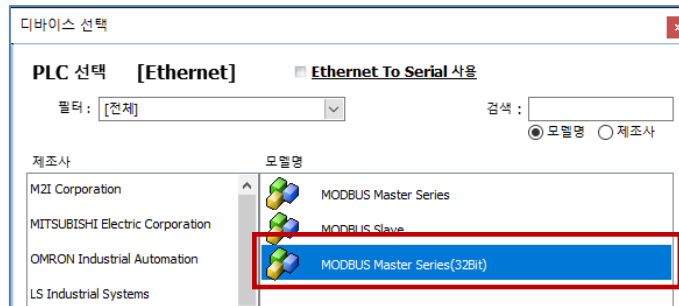 디바이스 선택
PLC 선택 [Ethernet] Ethernet To Serial 사용
필터 : [전체] 검색 :
모델명 제조사
제조사 모델명
M2I Corporation
MITSUBISHI Electric Corporation
OMRON Industrial Automation
LS Industrial Systems
MODBUS Master Series
MODBUS Slave
MODBUS Master Series(32Bit)